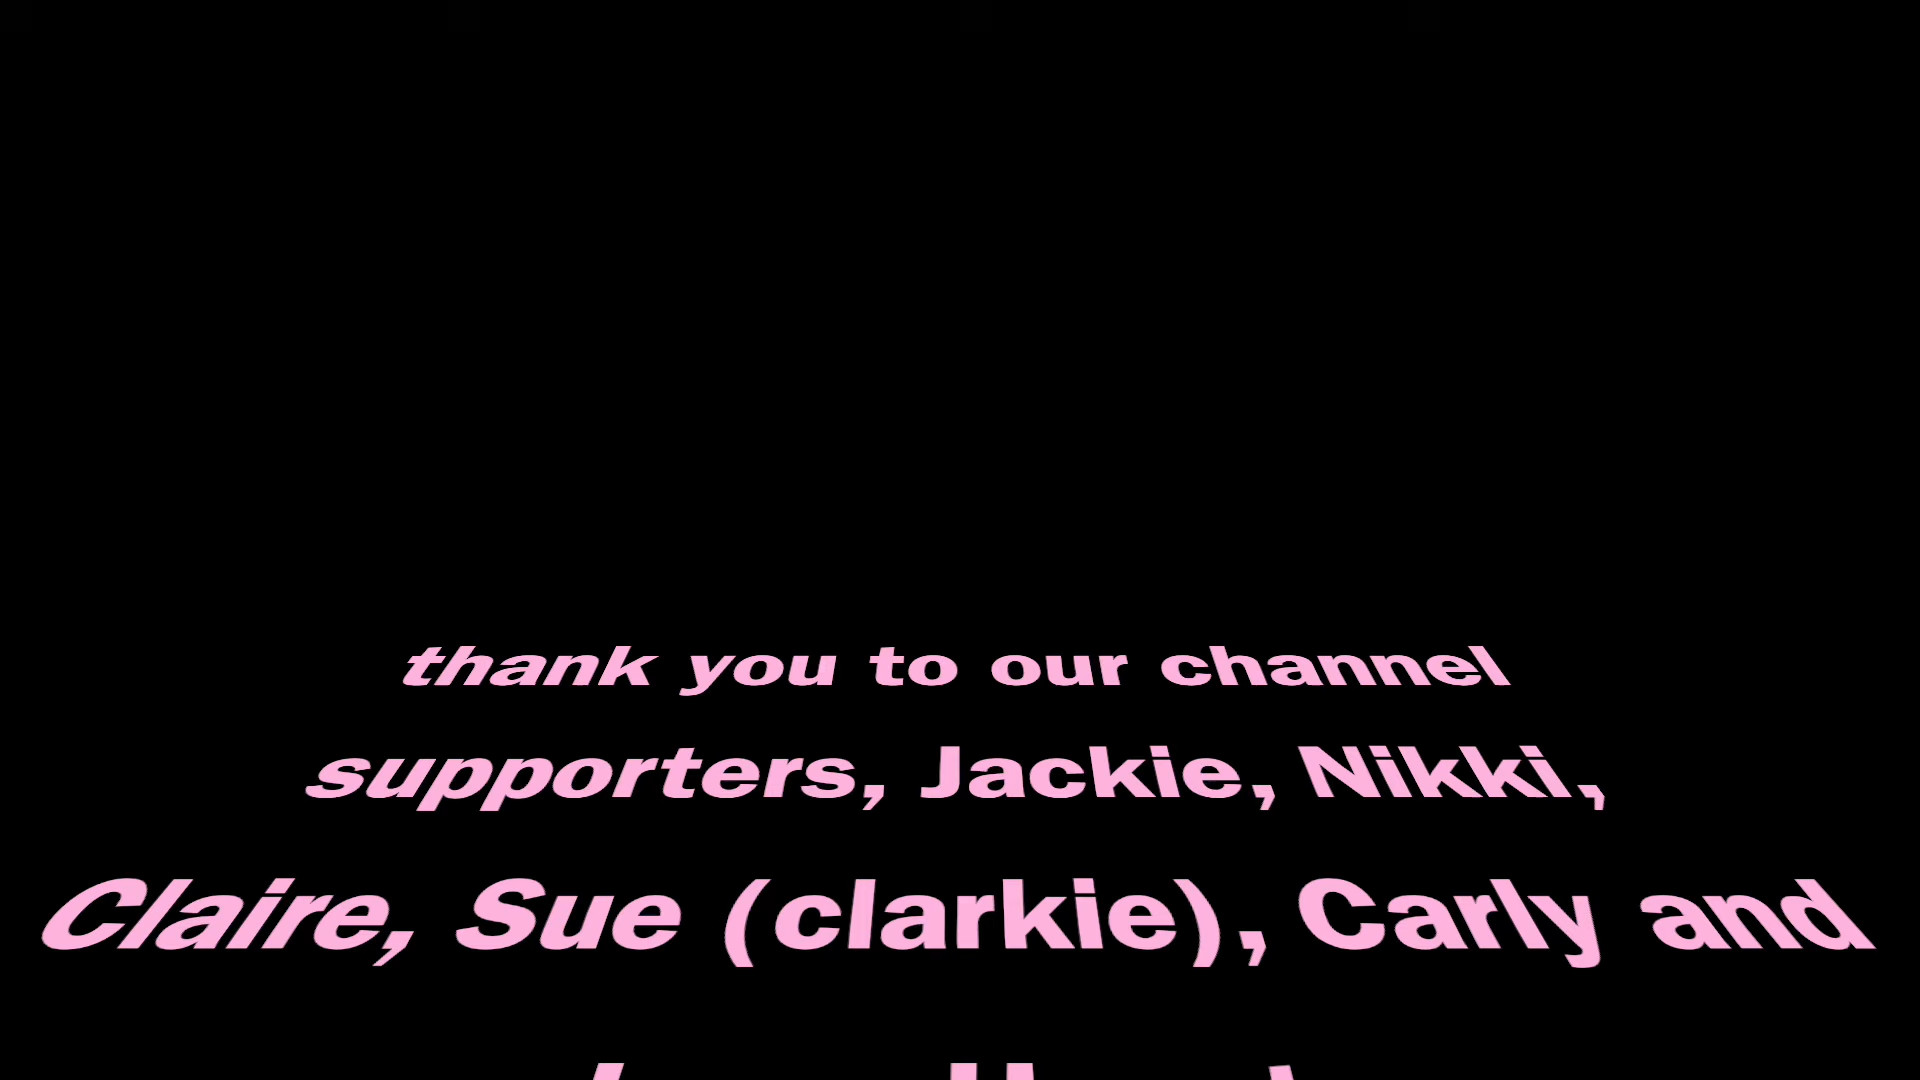 thank you to our channel
supporters, Jackie, Nikki,
Claire, Sue (clarkie), Carly and